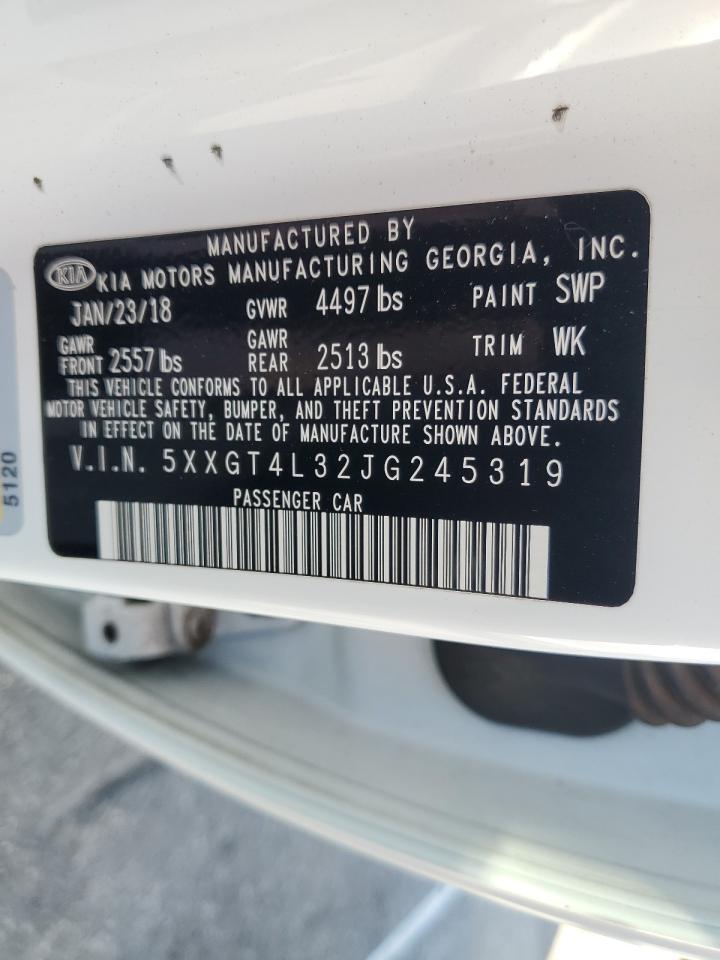 MANUFACTURED BY
KIA KIA MOTORS MANUFACTURING GEORGIA, INC.
JAN/23/18 GVWR 4497 lbs PAINT SWP
GAWR FRONT 2557 lbs GAWR REAR 2513 lbs TRIM WK
THIS VEHICLE CONFORMS TO ALL APPLICABLE U.S.A. FEDERAL
MOTOR VEHICLE SAFETY, BUMPER, AND THEFT PREVENTION STANDARDS
IN EFFECT ON THE DATE OF MANUFACTURE SHOWN ABOVE.
V.I.N. 5XXGT4L32JG245319
PASSENGER CAR
5120